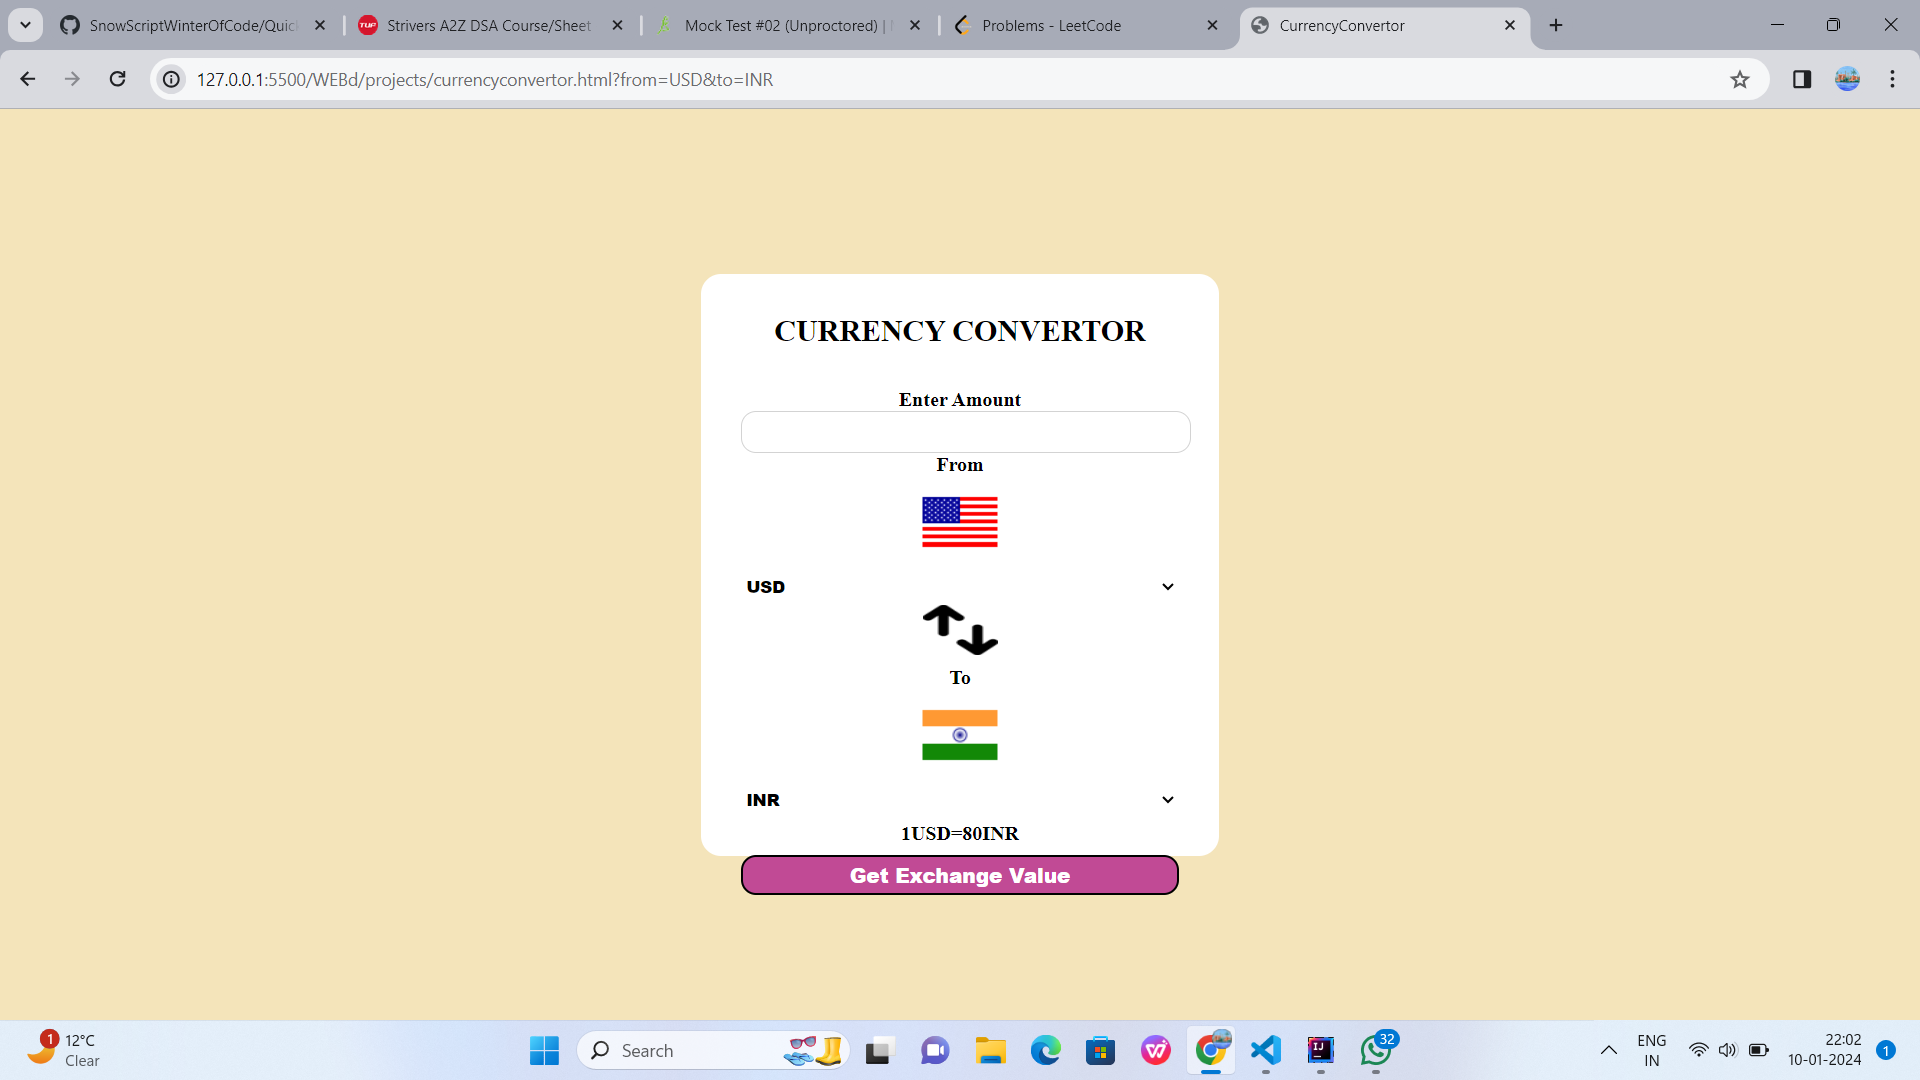 SnowScriptWinterOfCode/Quic
Strivers A2Z DSA Course/Sheet
Mock Test #02 (Unproctored) |
Problems - LeetCode
CurrencyConvertor
127.0.0.1:5500/WEBd/projects/currencyconvertor.html?from=USD&to=INR
CURRENCY CONVERTOR
Enter Amount
From
USD
To
INR
1USD=80INR
Get Exchange Value
1
12°C
Clear
Search
32
ENG
IN
22:02
10-01-2024
1